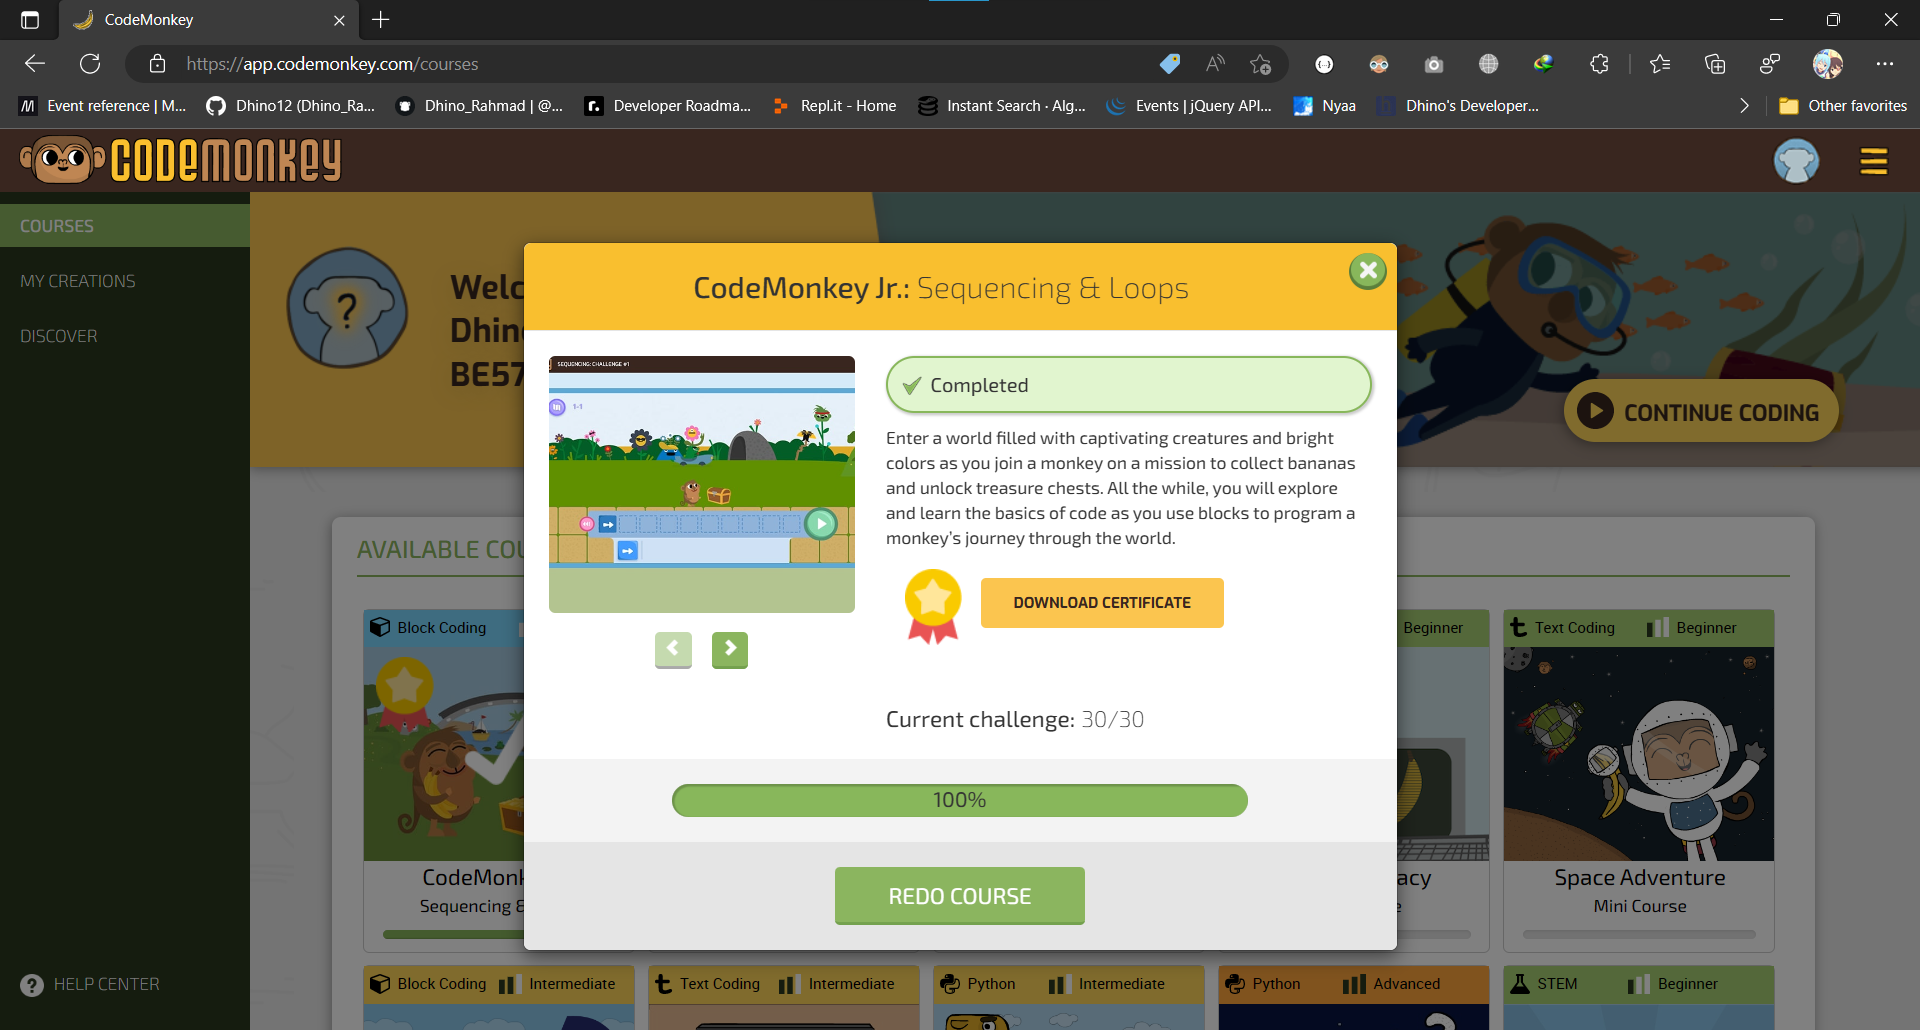 CodeMonkey
https://app.codemonkey.com/courses
Event reference | M...
Dhino12 (Dhino_Ra...
Dhino_Rahmad | @...
Developer Roadma...
Repl.it - Home
Instant Search · Alg...
Events | jQuery API...
Nyaa
Dhino's Developer...
Other favorites
CODEMONKEY
COURSES
MY CREATIONS
DISCOVER
HELP CENTER
?
Welc
Dhin
BE57
CONTINUE CODING
CodeMonkey Jr.: Sequencing & Loops
SEQUENCING: CHALLENGE #1
1-1
Completed
Enter a world filled with captivating creatures and bright
colors as you join a monkey on a mission to collect bananas
and unlock treasure chests. All the while, you will explore
and learn the basics of code as you use blocks to program a
monkey's journey through the world.
DOWNLOAD CERTIFICATE
Current challenge: 30/30
100%
REDO COURSE
AVAILABLE COU
Block Coding
Beginner
Text Coding
Beginner
CodeMonk
Sequencing &
acy
Space Adventure
Mini Course
Block Coding
Intermediate
Text Coding
Intermediate
Python
Intermediate
Python
Advanced
STEM
Beginner